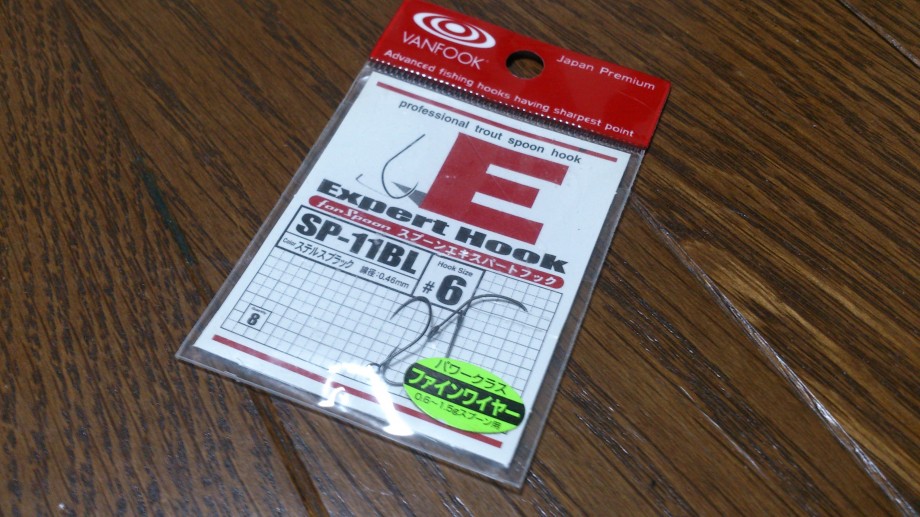 VANFOOK
Japan Premium
Advanced fishing hooks having sharpest point
professional trout spoon hook
E
Expert Hook
for Spoon スプーンエキスパートフック
SP-11BL
Color ステルスブラック 線径:0.46mm
Hook Size
#6
8
パワークラス
ファインワイヤー
0.6~1.5gスプーン用